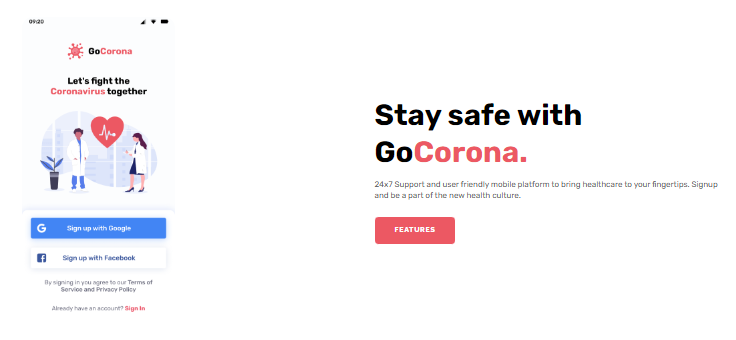 09:20
GoCorona
Let's fight the
Coronavirus together
Sign up with Google
Sign up with Facebook
By signing in you agree to our Terms of
Service and Privacy Policy
Already have an account? Sign In
Stay safe with
GoCorona.
24x7 Support and user friendly mobile platform to bring healthcare to your fingertips. Signup
and be a part of the new health culture.
FEATURES